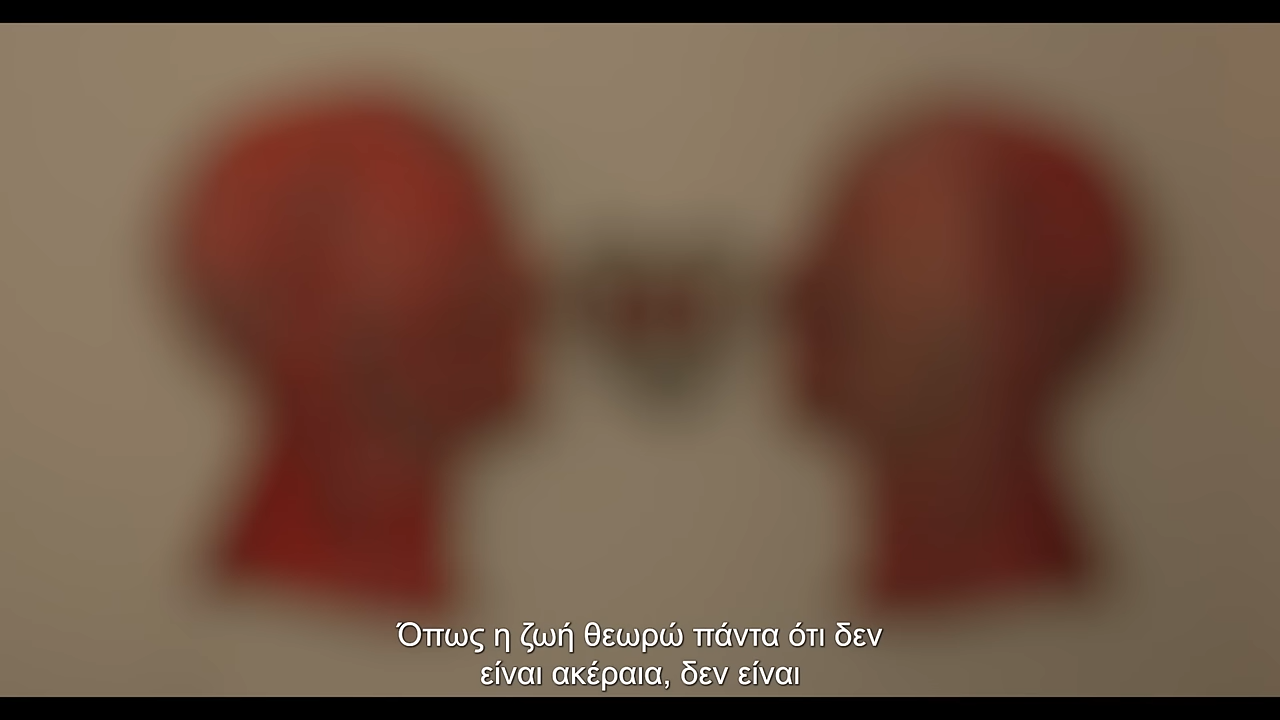 Όπως η ζωή θεωρώ πάντα ότι δεν
είναι ακέραια, δεν είναι